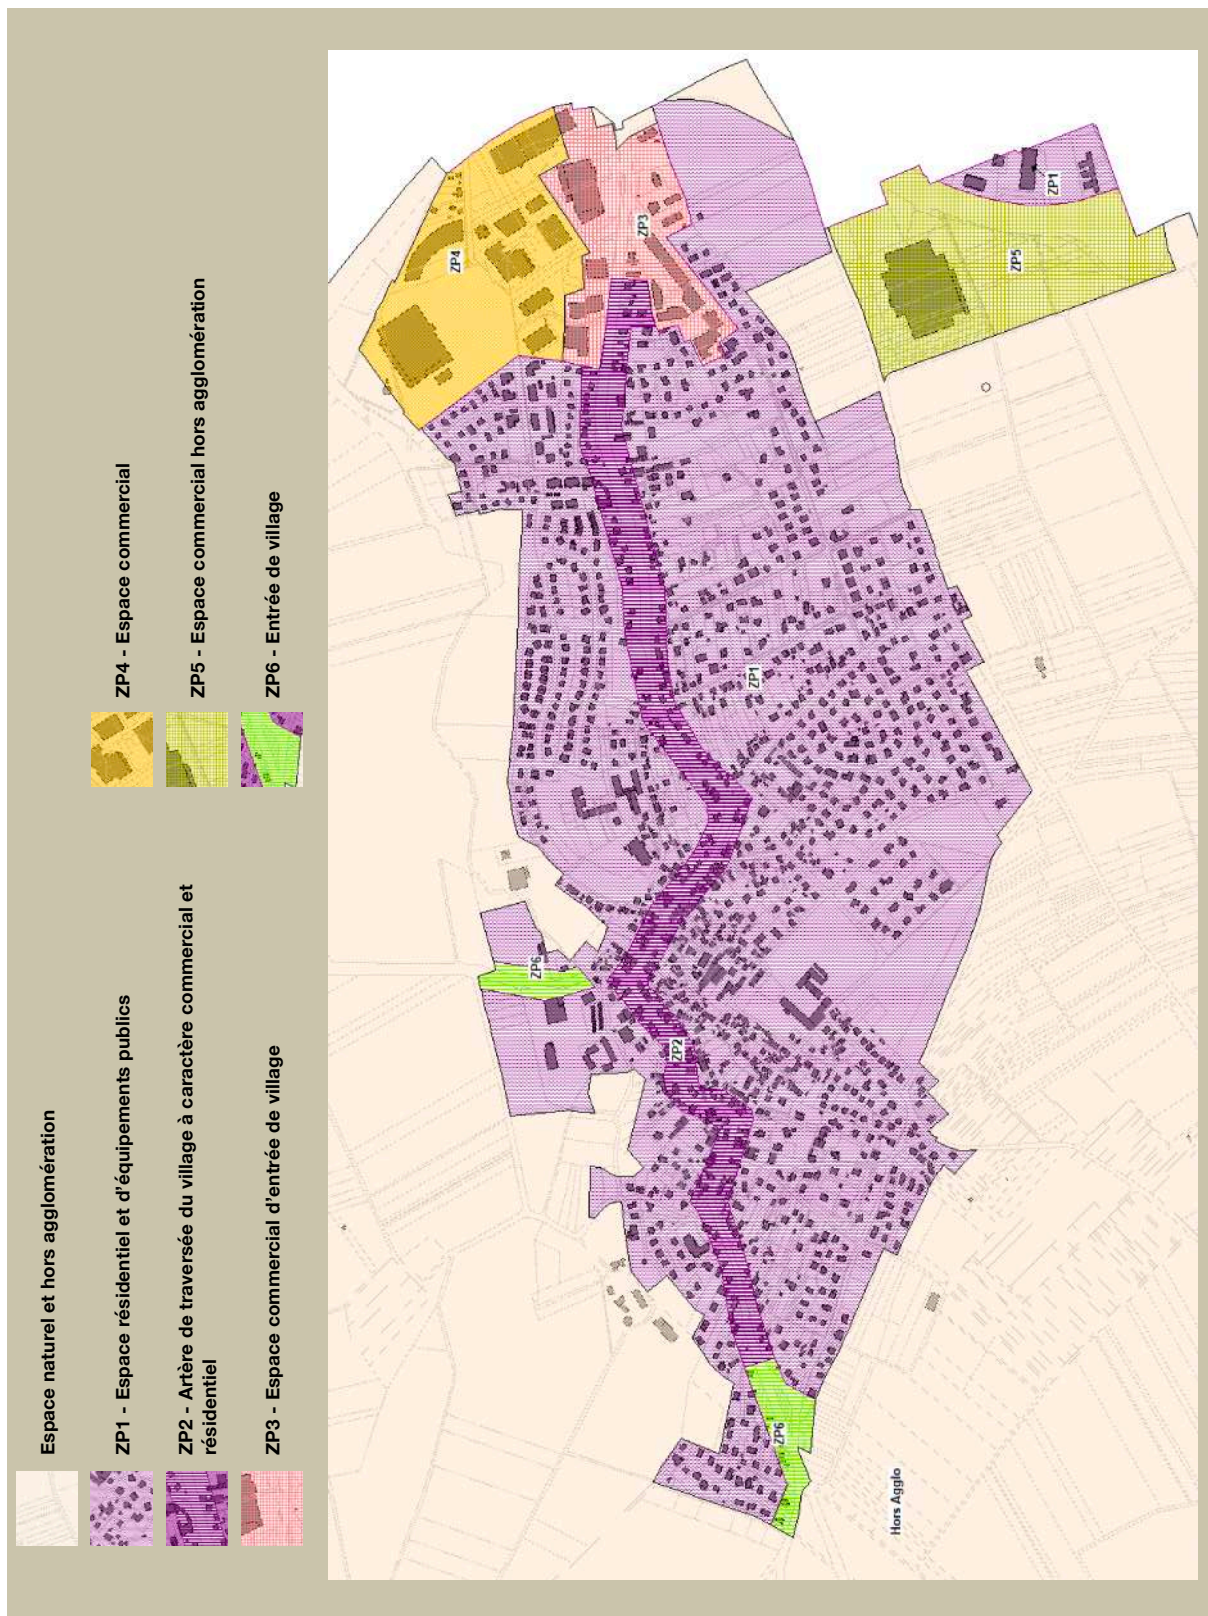 Espace naturel et hors agglomération
ZP1 - Espace résidentiel et d'équipements publics
ZP2 - Artère de traversée du village à caractère commercial et
résidentiel
ZP3 - Espace commercial d'entrée de village
ZP4 - Espace commercial
ZP5 - Espace commercial hors agglomération
ZP6 - Entrée de village
ZP6
ZP2
ZP6
ZP1
ZP4
ZP3
ZP5
ZP1
Hors Agglo